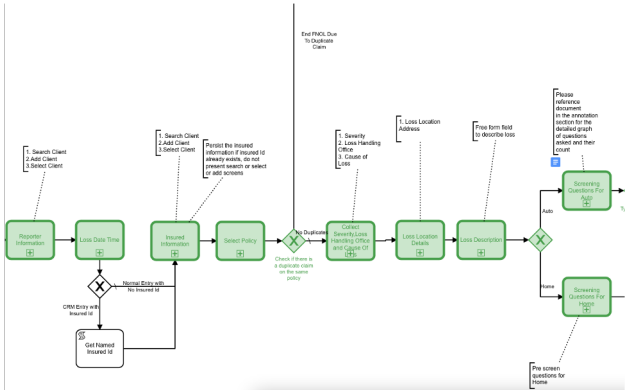 End FNOL Due
To Duplicate
Claim
Please
reference
document
in the annotation
section for the
detailed graph
of questions
asked and their
count
1. Search Client
2.Add Client
3.Select Client
1. Search Client
2.Add Client
3.Select Client
Persist the insured
information if insured Id
already exists, do not
present search or select
or add screens
1. Severity
2. Loss Handling
Office
3. Cause of
Loss
1. Loss Location
Address
Free form field
to describe loss
Reporter
Information
Loss Date Time
Insured
Information
Select Policy
No Duplicates
Check if there is
a duplicate claim
on the same
policy
Collect
Severity,Loss
Handling Office
and Cause Of
Loss
Loss Location
Details
Loss Description
Screening
Questions For
Auto
Auto
Home
Screening
Questions For
Home
Normal Entry with
No Insured Id
CRM Entry with
Insured Id
Get Named
Insured Id
Pre screen
questions for
Home